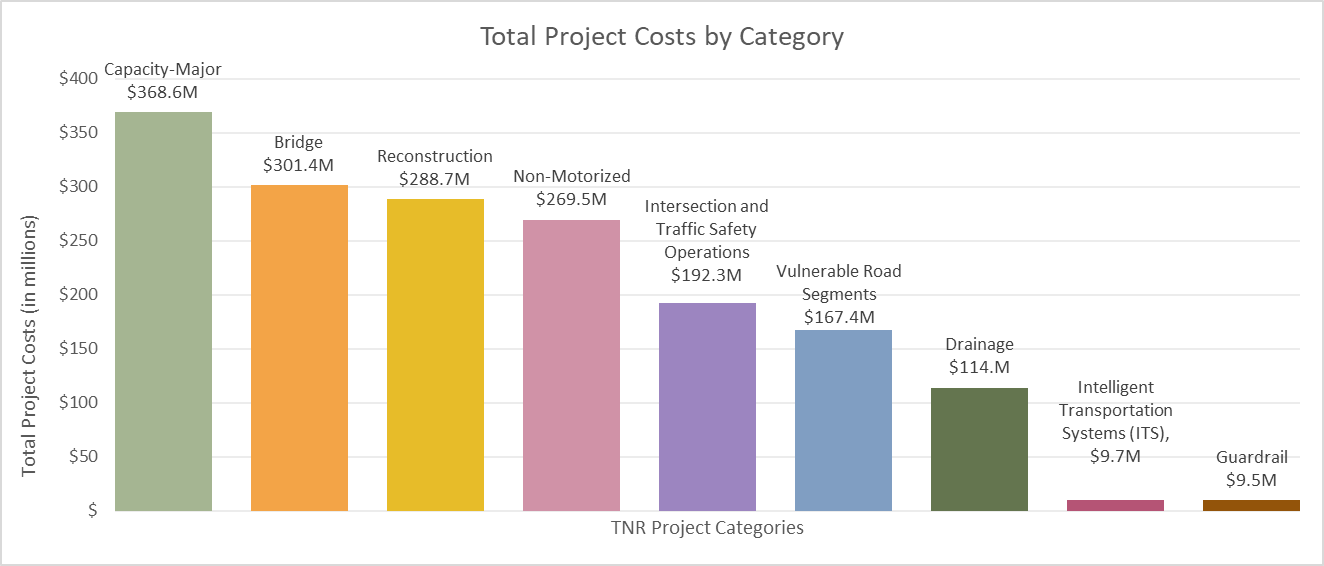 Total Project Costs by Category
Total Project Costs (in millions)
$400
$350
$300
$250
$200
$150
$100
$50
$
Capacity-Major
$368.6M
Bridge
$301.4M
Reconstruction
$288.7M
Non-Motorized
$269.5M
Intersection and
Traffic Safety
Operations
$192.3M
Vulnerable Road
Segments
$167.4M
Drainage
$114.M
Intelligent
Transportation
Systems (ITS),
$9.7M
Guardrail
$9.5M
TNR Project Categories